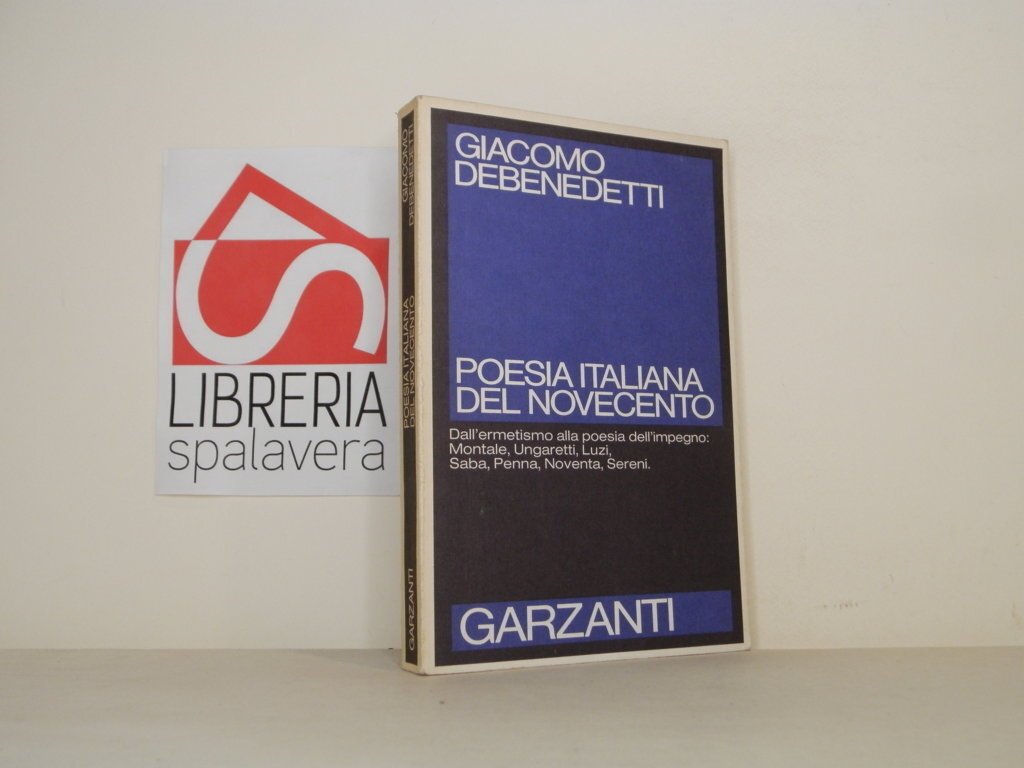 LIBRERIA
spalavera
GIACOMO
DEBENEDETTI
POESIA ITALIANA
DEL NOVECENTO
GARZANTI
GIACOMO
DEBENEDETTI
POESIA ITALIANA
DEL NOVECENTO
Dall'ermetismo alla poesia dell'impegno:
Montale, Ungaretti, Luzi,
Saba, Penna, Noventa, Sereni.
GARZANTI